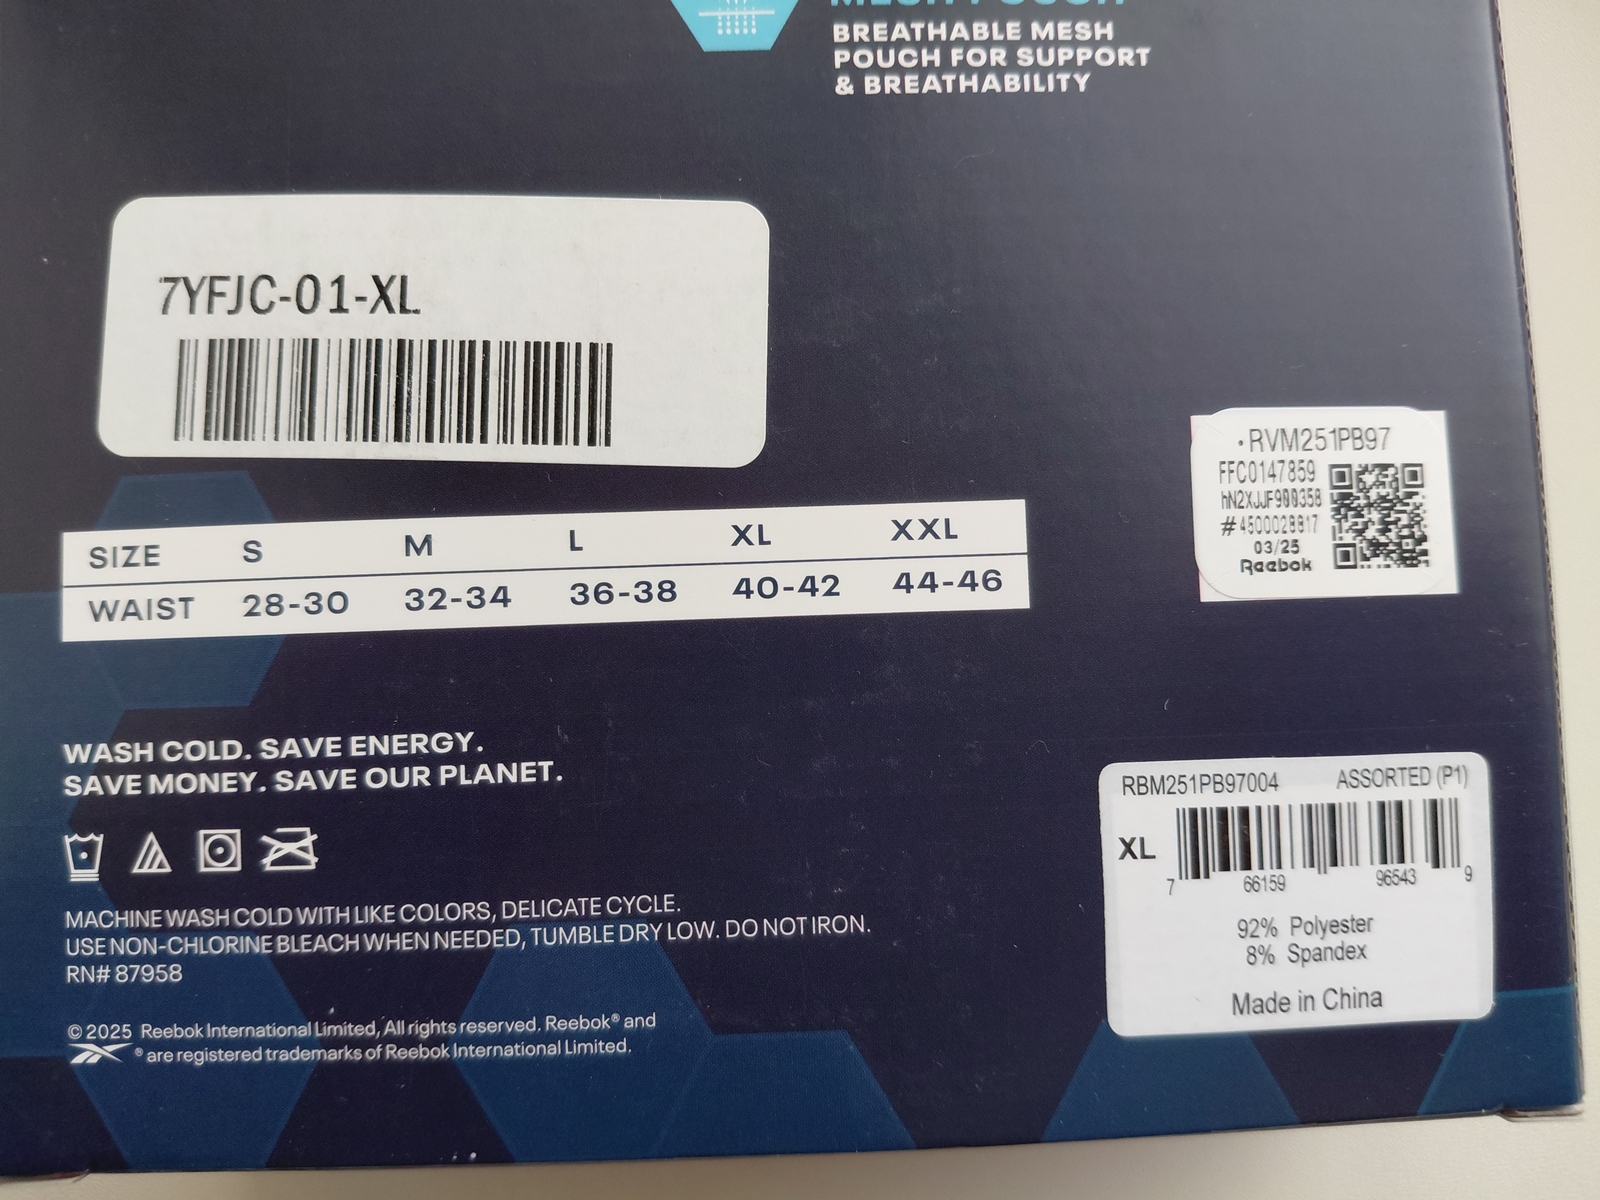 MESH POUCH
BREATHABLE MESH
POUCH FOR SUPPORT
& BREATHABILITY
7YFJC-01-XL
•RVM251PB97
FFC0147859
hN2XJJF900358
#4500028817
03/25
Reebok
SIZE S M L XL XXL
WAIST 28-30 32-34 36-38 40-42 44-46
WASH COLD. SAVE ENERGY.
SAVE MONEY. SAVE OUR PLANET.
MACHINE WASH COLD WITH LIKE COLORS, DELICATE CYCLE.
USE NON-CHLORINE BLEACH WHEN NEEDED, TUMBLE DRY LOW. DO NOT IRON.
RN# 87958
© 2025 Reebok International Limited, All rights reserved. Reebok® and
® are registered trademarks of Reebok International Limited.
RBM251PB97004 ASSORTED (P1)
XL
7 66159 96543 9
92% Polyester
8% Spandex
Made in China